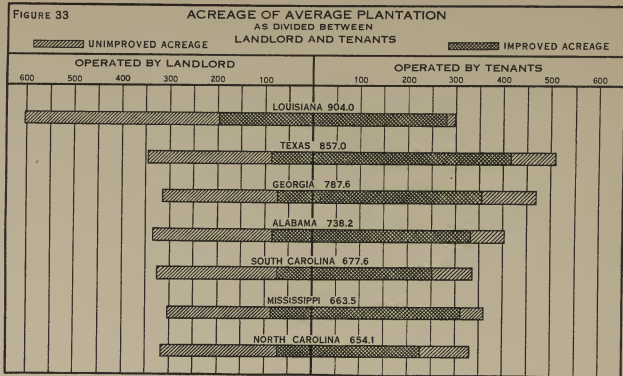 FIGURE 33
ACREAGE OF AVERAGE PLANTATION
AS DIVIDED BETWEEN
LANDLORD AND TENANTS
UNIMPROVED ACREAGE
IMPROVED ACREAGE
OPERATED BY LANDLORD
OPERATED BY TENANTS
600 500 400 300 200 100 100 200 300 400 500 600
LOUISIANA 904.0
TEXAS 857.0
GEORGIA 787.6
ALABAMA 738.2
SOUTH CAROLINA 677.6
MISSISSIPPI 663.5
NORTH CAROLINA 654.1